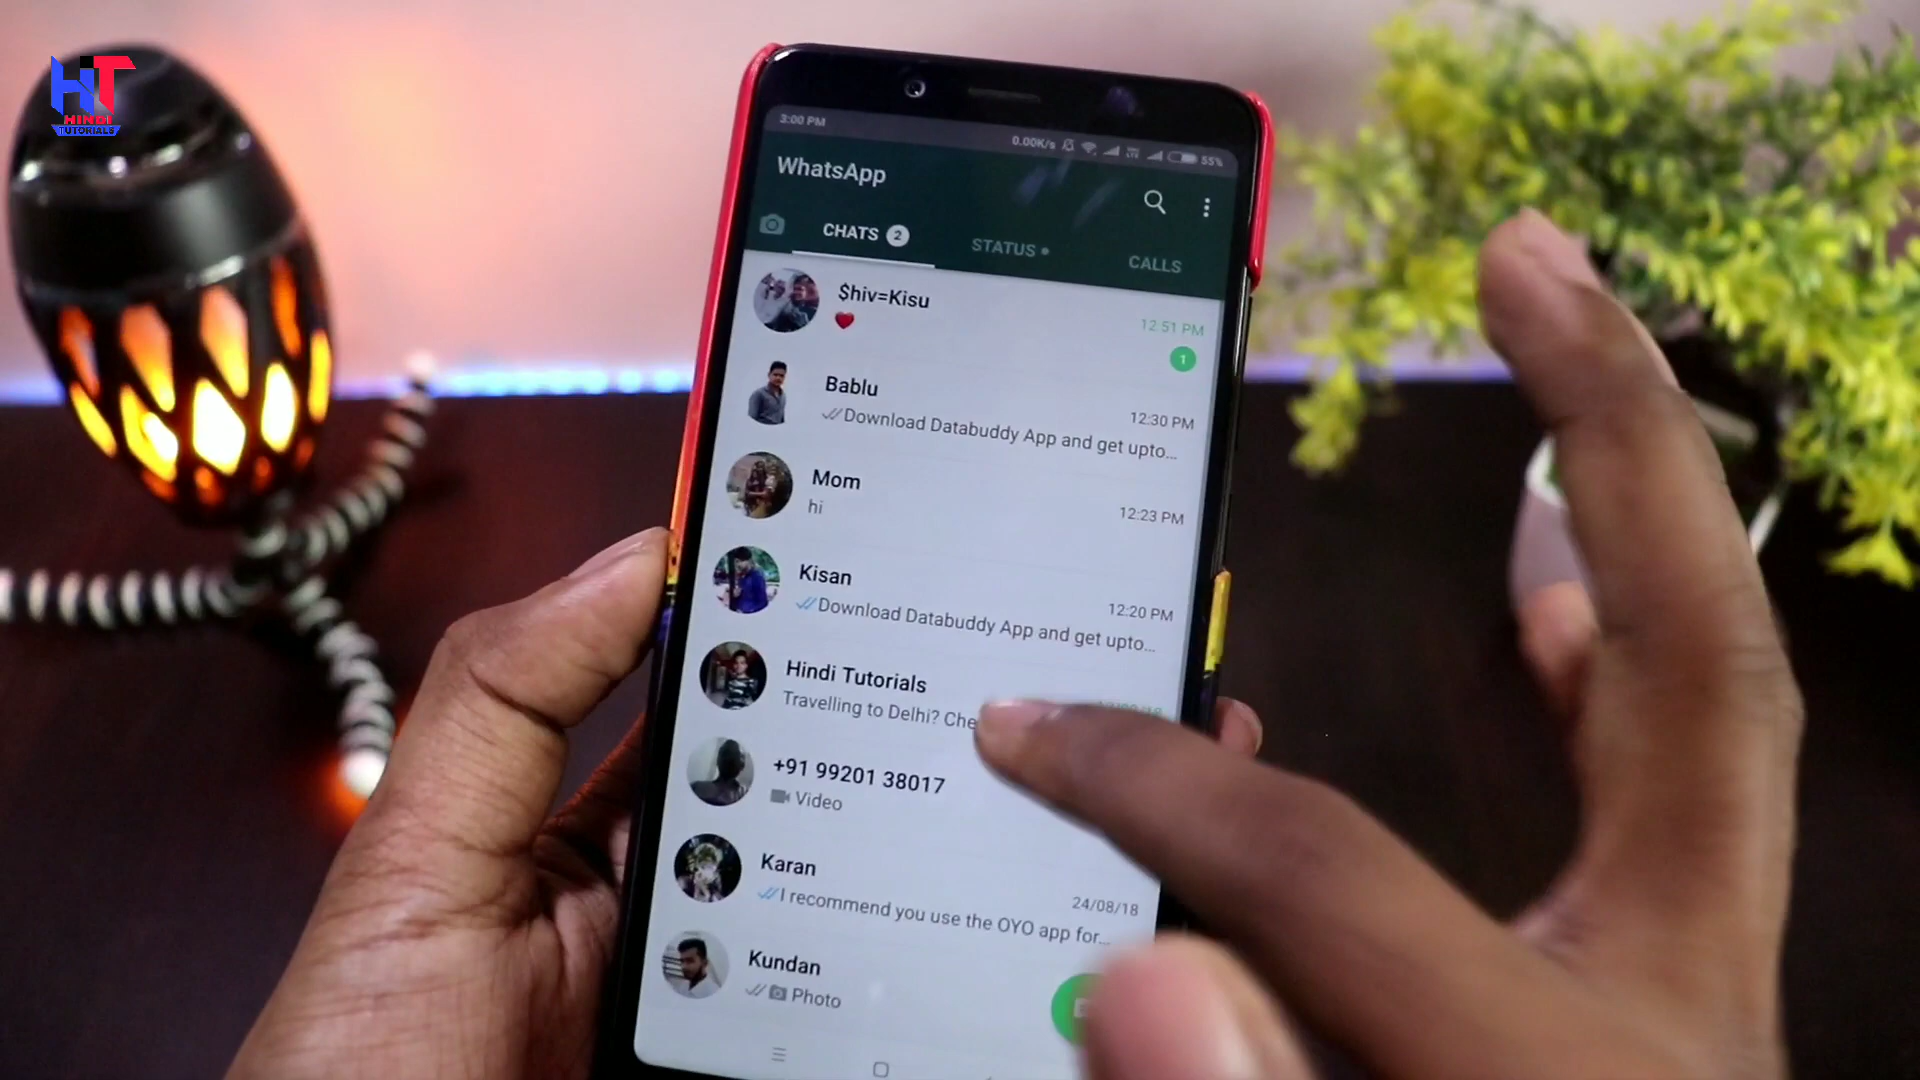 HT
HINDI
TUTORIALS
3:00 PM
0.00K/s
55%
WhatsApp
CHATS 2
STATUS
CALLS
$hiv=Kisu
12:51 PM
1
Bablu
Download Databuddy App and get upto...
12:30 PM
Mom
hi
12:23 PM
Kisan
Download Databuddy App and get upto...
12:20 PM
Hindi Tutorials
Travelling to Delhi? Che
+91 99201 38017
Video
Karan
I recommend you use the OYO app for...
24/08/18
Kundan
Photo